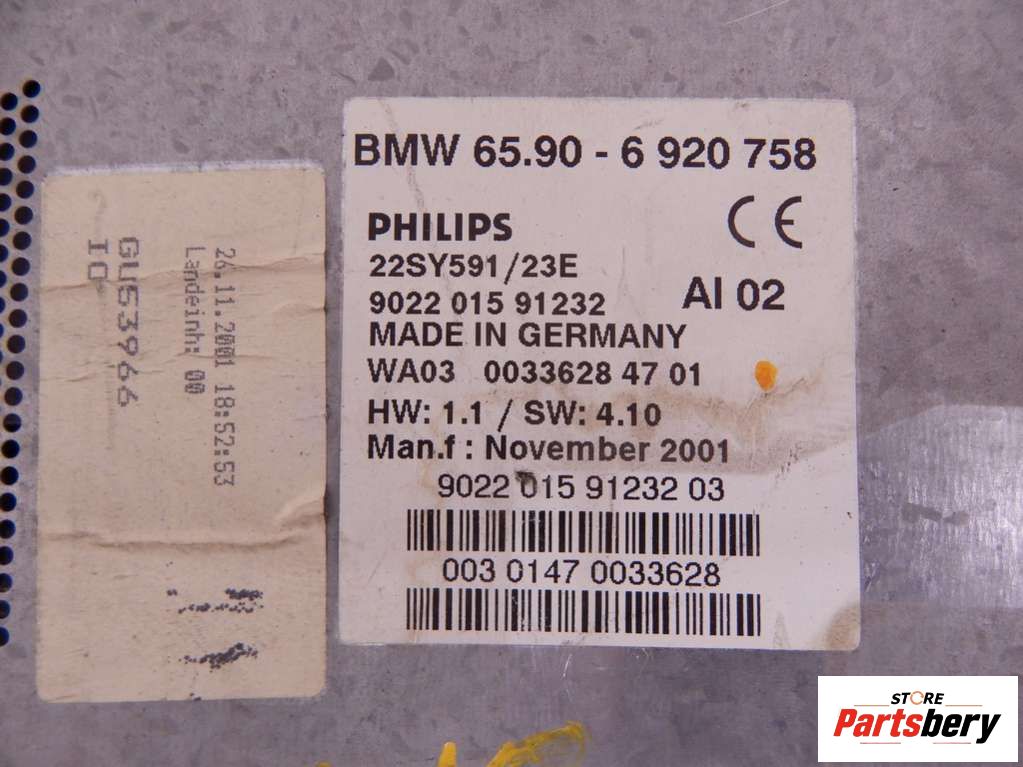 BMW 65.90 - 6 920 758
PHILIPS CE
22SY591/23E
9022 015 91232 AI 02
MADE IN GERMANY
WA03 0033628 47 01
HW: 1.1 / SW: 4.10
Man.f : November 2001
9022 015 91232 03
003 0147 0033628
26.11.2001 18:52:53
Landeinh: 00
GU53966
IO
STORE
Partsbery